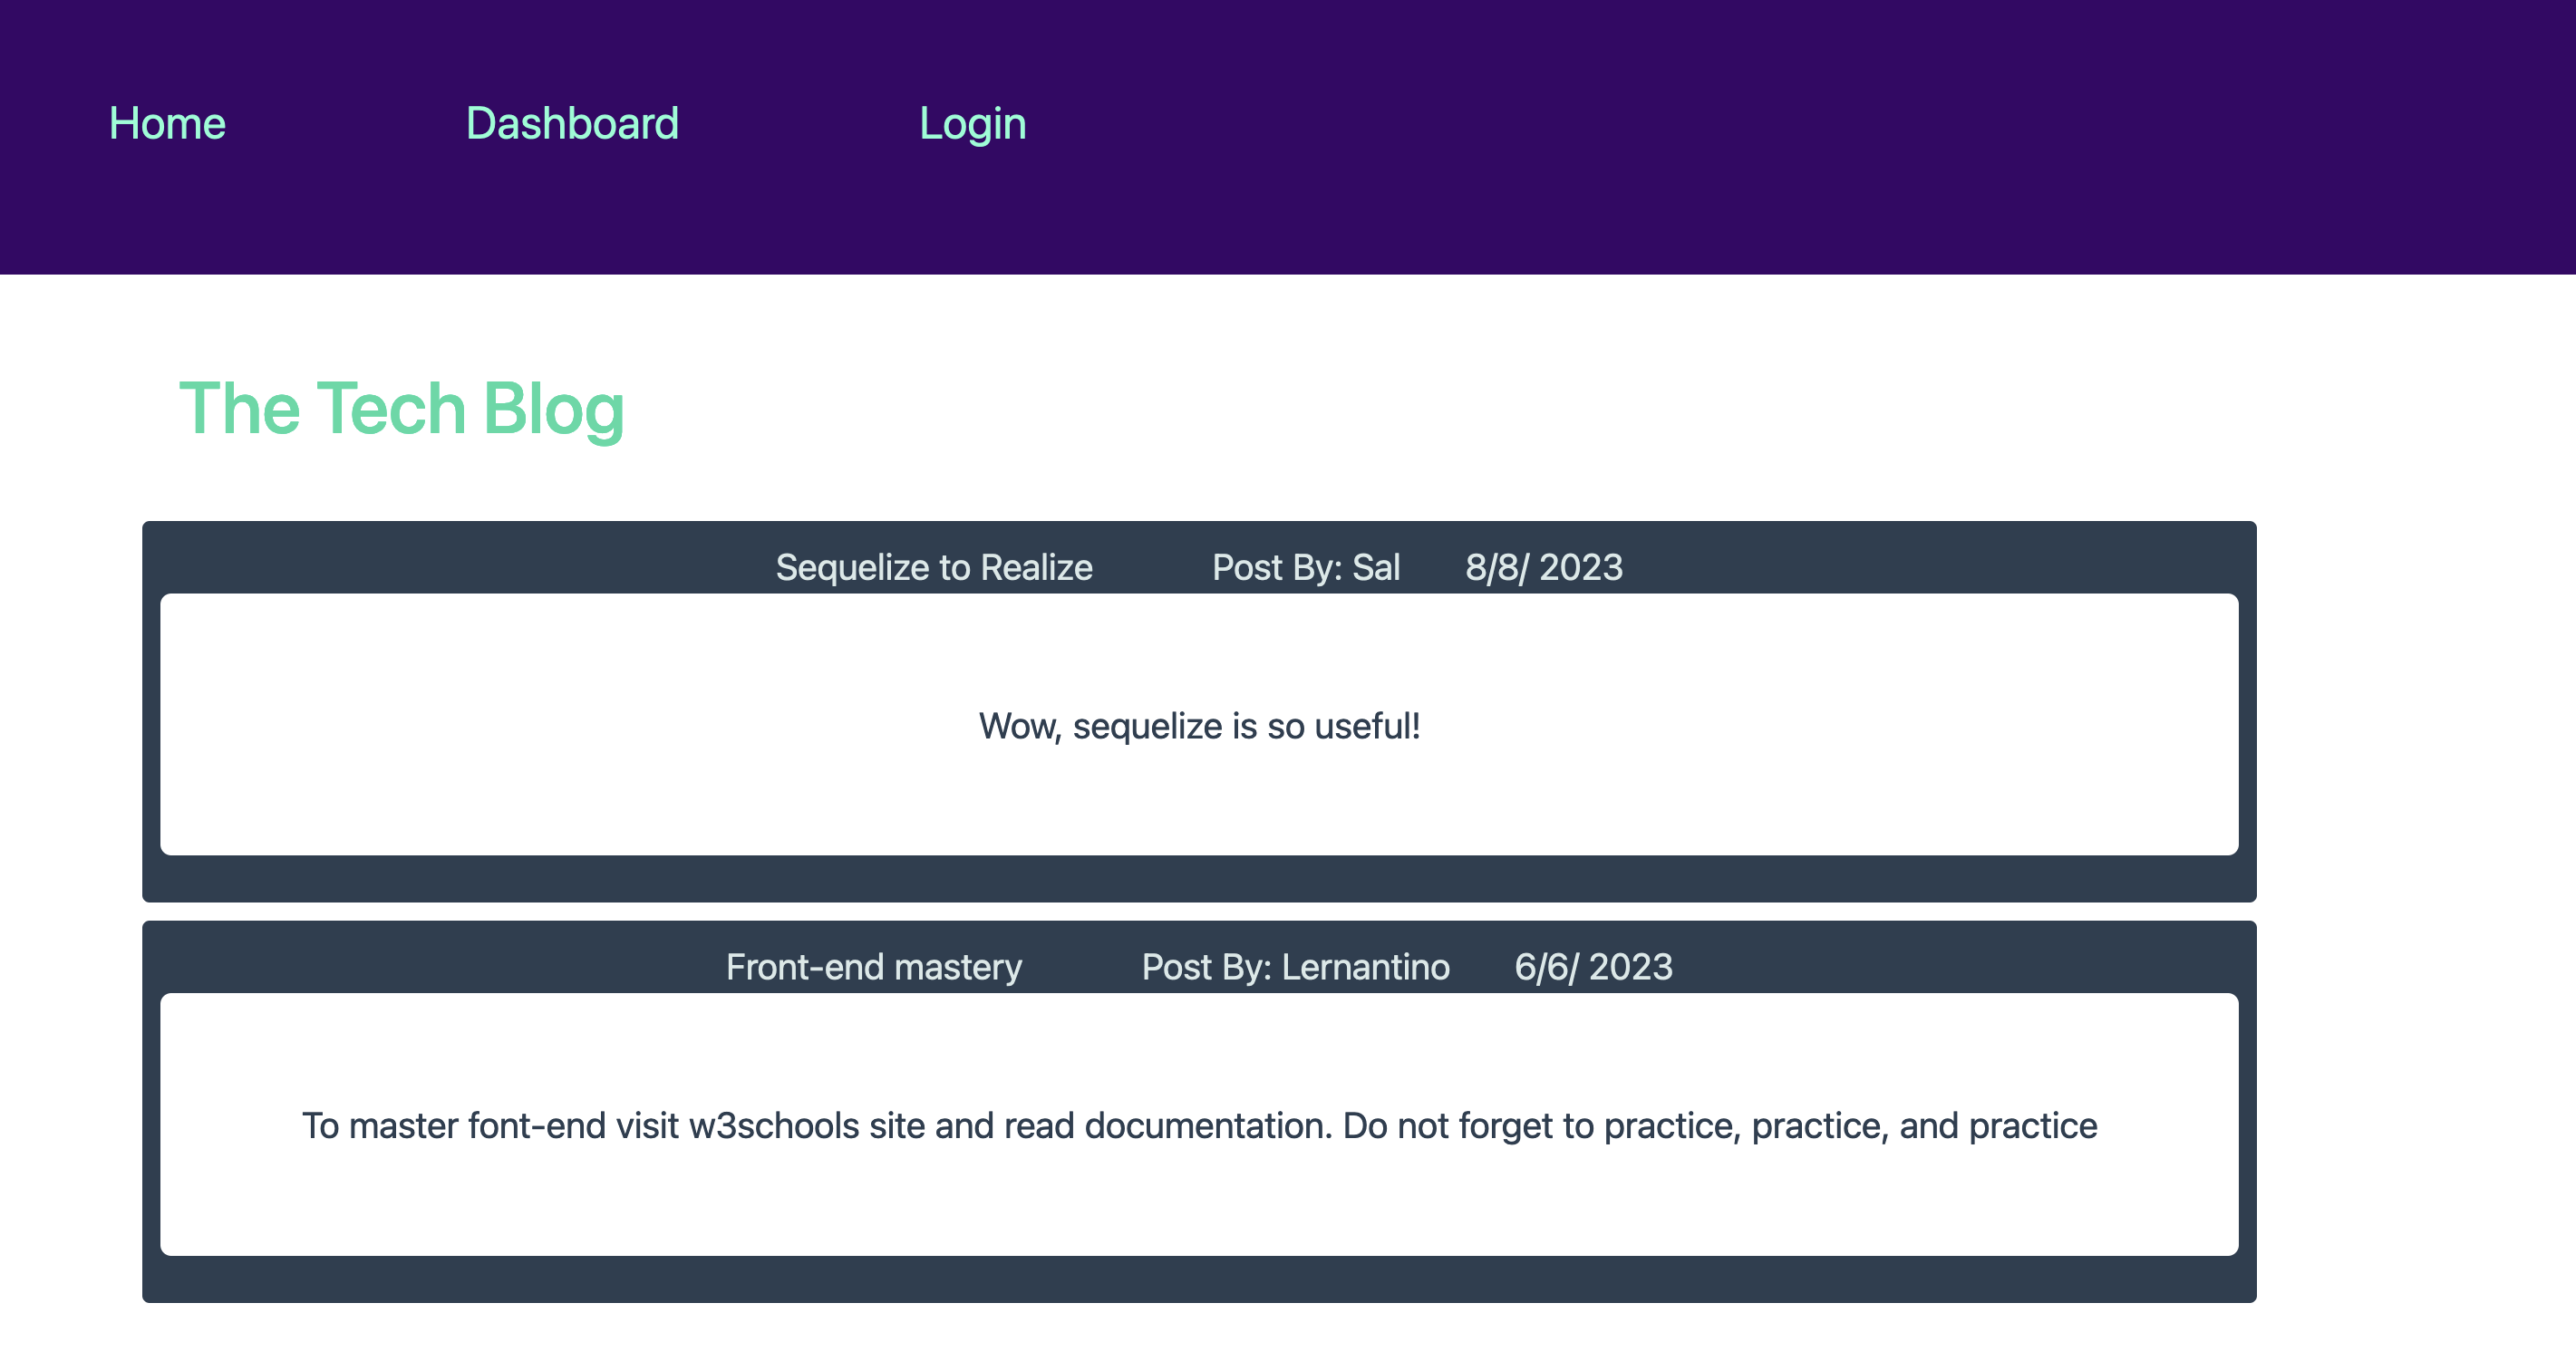 Home Dashboard Login
The Tech Blog
Sequelize to Realize Post By: Sal 8/8/ 2023
Wow, sequelize is so useful!
Front-end mastery Post By: Lernantino 6/6/ 2023
To master font-end visit w3schools site and read documentation. Do not forget to practice, practice, and practice